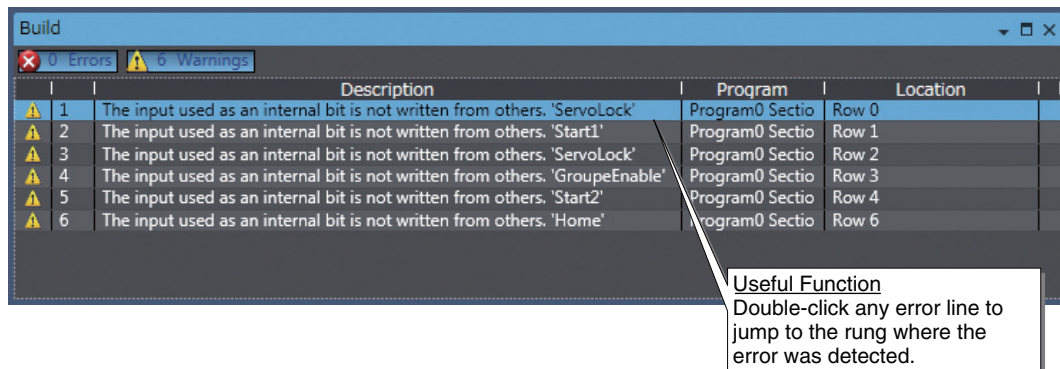 Build
0 Errors 6 Warnings
Description Program Location
1 The input used as an internal bit is not written from others. 'ServoLock' Program0 Sectio Row 0
2 The input used as an internal bit is not written from others. 'Start1' Program0 Sectio Row 1
3 The input used as an internal bit is not written from others. 'ServoLock' Program0 Sectio Row 2
4 The input used as an internal bit is not written from others. 'GroupeEnable' Program0 Sectio Row 3
5 The input used as an internal bit is not written from others. 'Start2' Program0 Sectio Row 4
6 The input used as an internal bit is not written from others. 'Home' Program0 Sectio Row 6
Useful Function
Double-click any error line to
jump to the rung where the
error was detected.